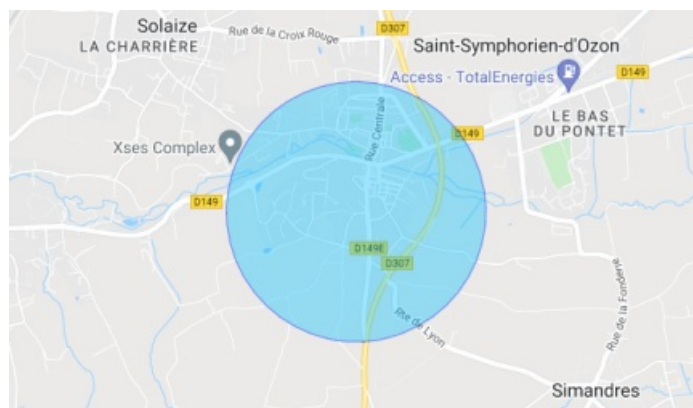 Solaize
LA CHARRIÈRE
Rue de la Croix Rouge
D307
Saint-Symphorien-d'Ozon
Access - TotalEnergies
D149
LE BAS
DU PONTET
Rue Centrale
D149
Xses Complex
D149
D149E
D307
Rte de Lyon
Rue de la Fonderie
Simandres